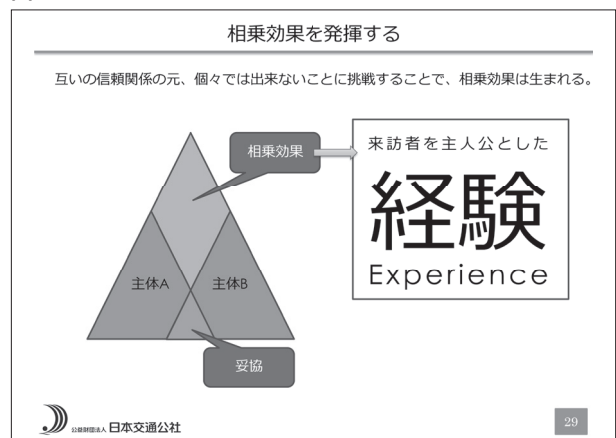 相乗効果を発揮する
互いの信頼関係の元、個々では出来ないことに挑戦することで、相乗効果は生まれる。
相乗効果
来訪者を主人公とした
経験
Experience
主体A
主体B
妥協
公益財団法人 日本交通公社
29